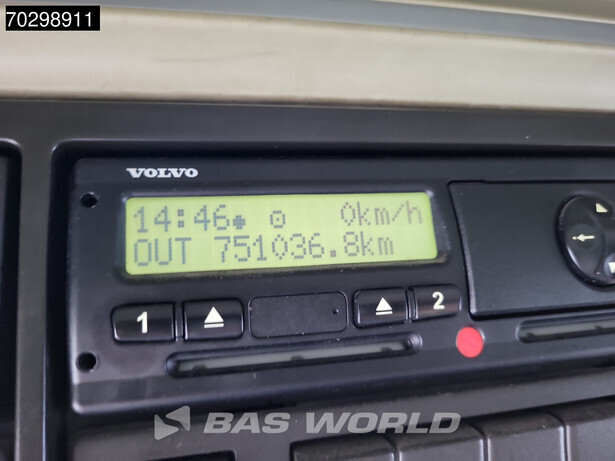 70298911
VOLVO
14:46 0km/h
OUT 751036.8km
1 2
BAS WORLD